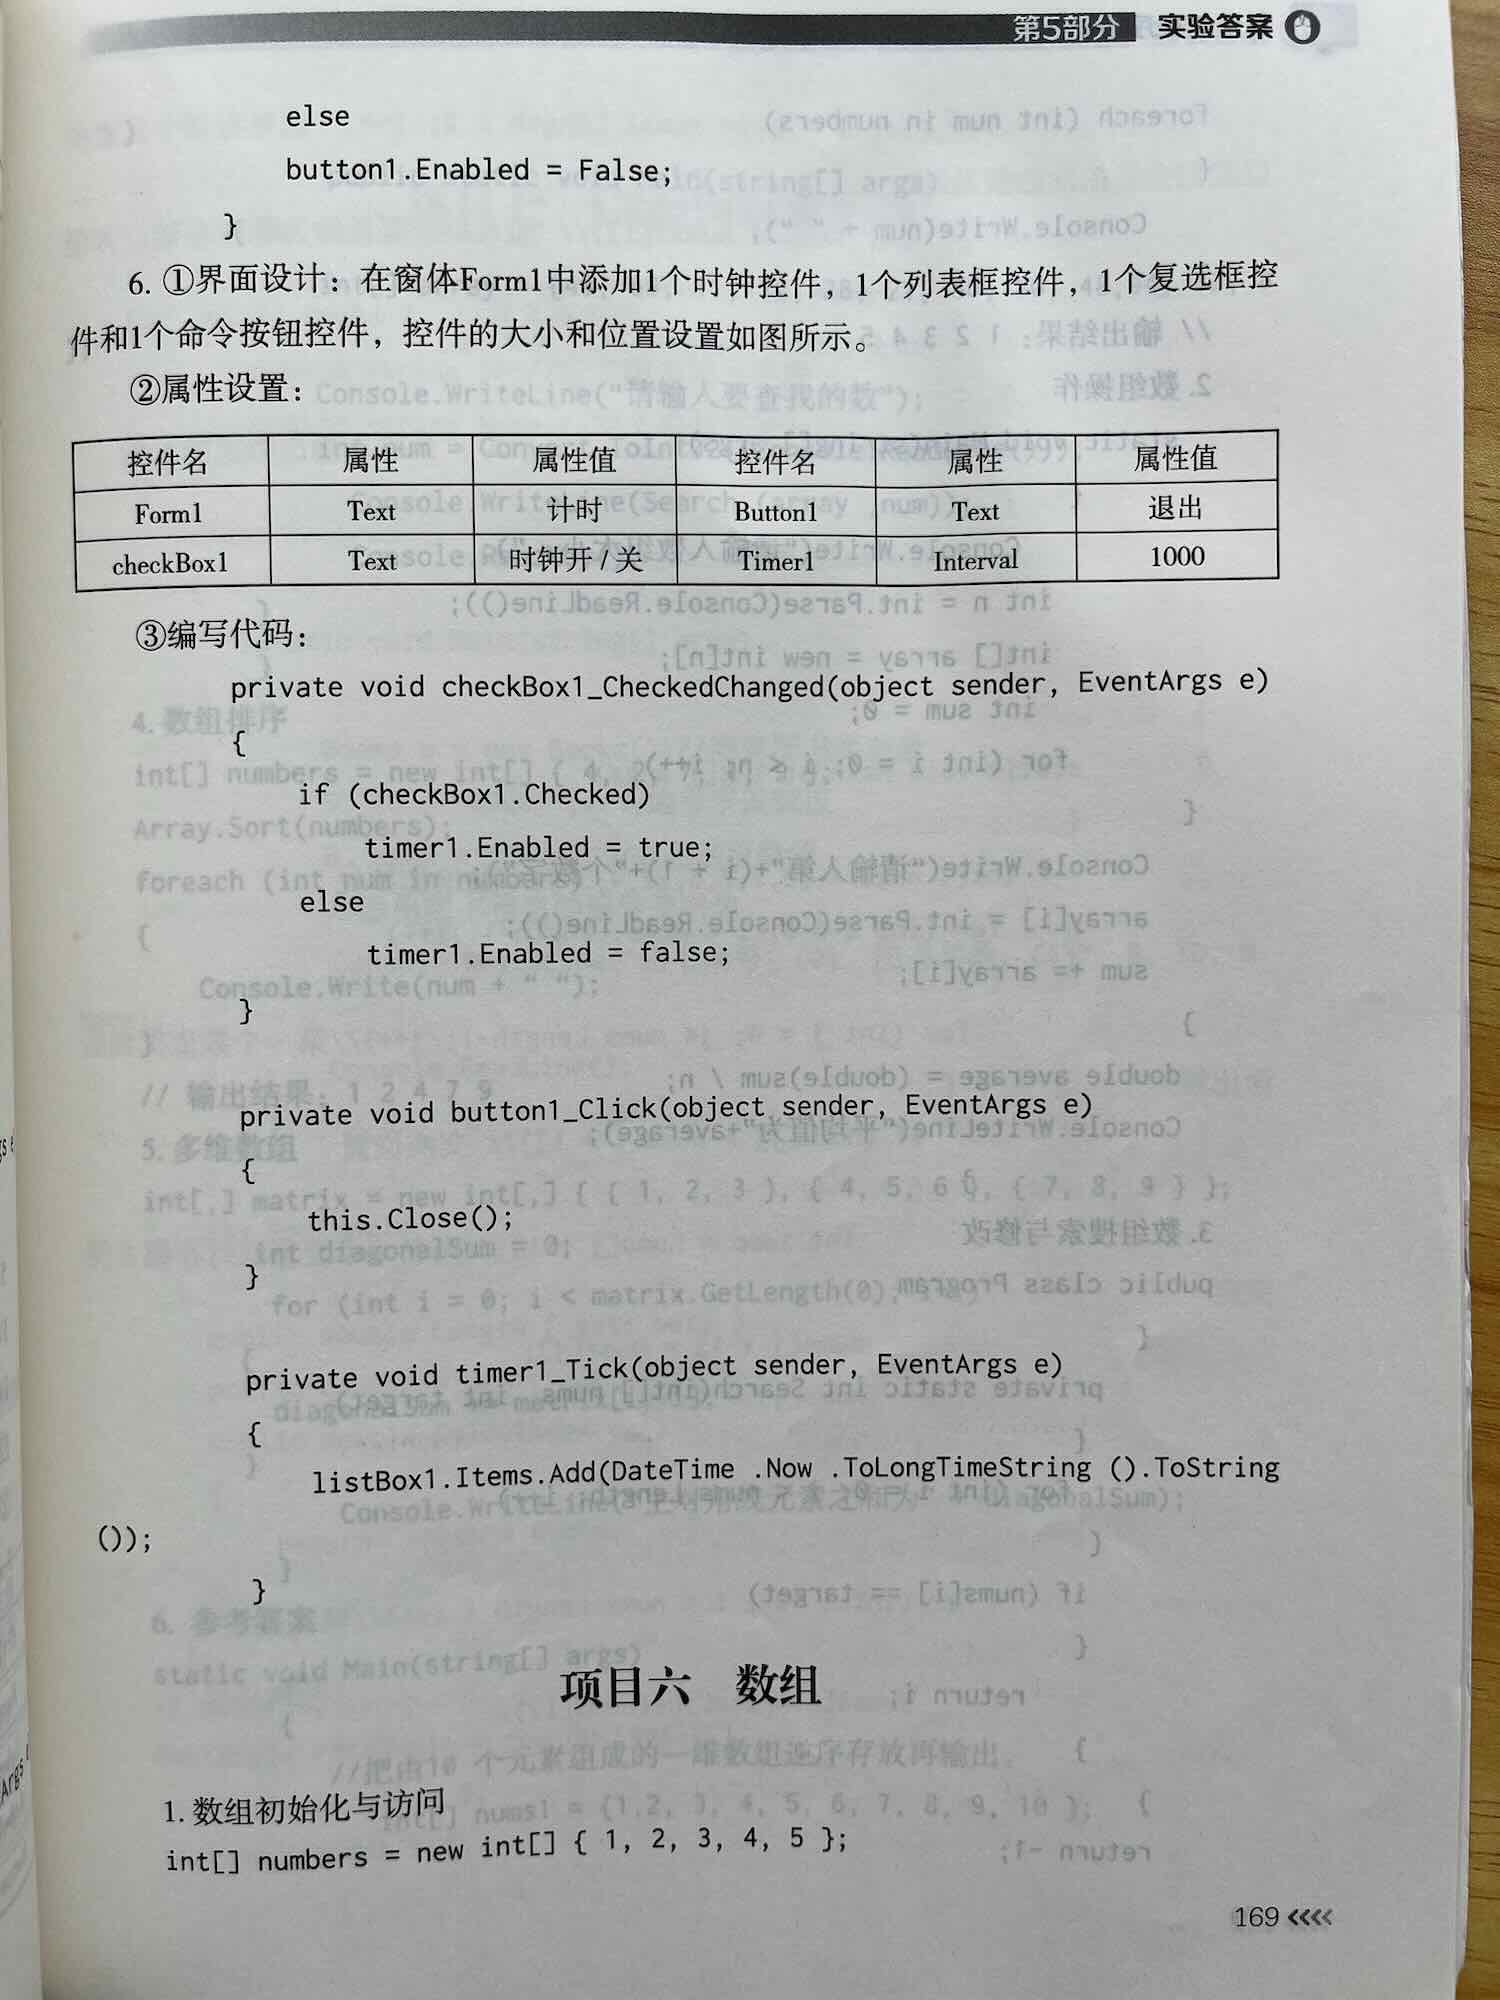 第5部分 实验答案
else
button1.Enabled = False;
}
6. ①界面设计：在窗体Form1中添加1个时钟控件，1个列表框控件，1个复选框控
件和1个命令按钮控件，控件的大小和位置设置如图所示。
②属性设置：
控件名 属性 属性值 控件名 属性 属性值
Form1 Text 计时 Button1 Text 退出
checkBox1 Text 时钟开 / 关 Timer1 Interval 1000
③编写代码：
private void checkBox1_CheckedChanged(object sender, EventArgs e)
{
if (checkBox1.Checked)
timer1.Enabled = true;
else
timer1.Enabled = false;
}
private void button1_Click(object sender, EventArgs e)
{
this.Close();
}
private void timer1_Tick(object sender, EventArgs e)
{
listBox1.Items.Add(DateTime .Now .ToLongTimeString ().ToString
());
}
项目六 数组
1. 数组初始化与访问
int[] numbers = new int[] { 1, 2, 3, 4, 5 };
169